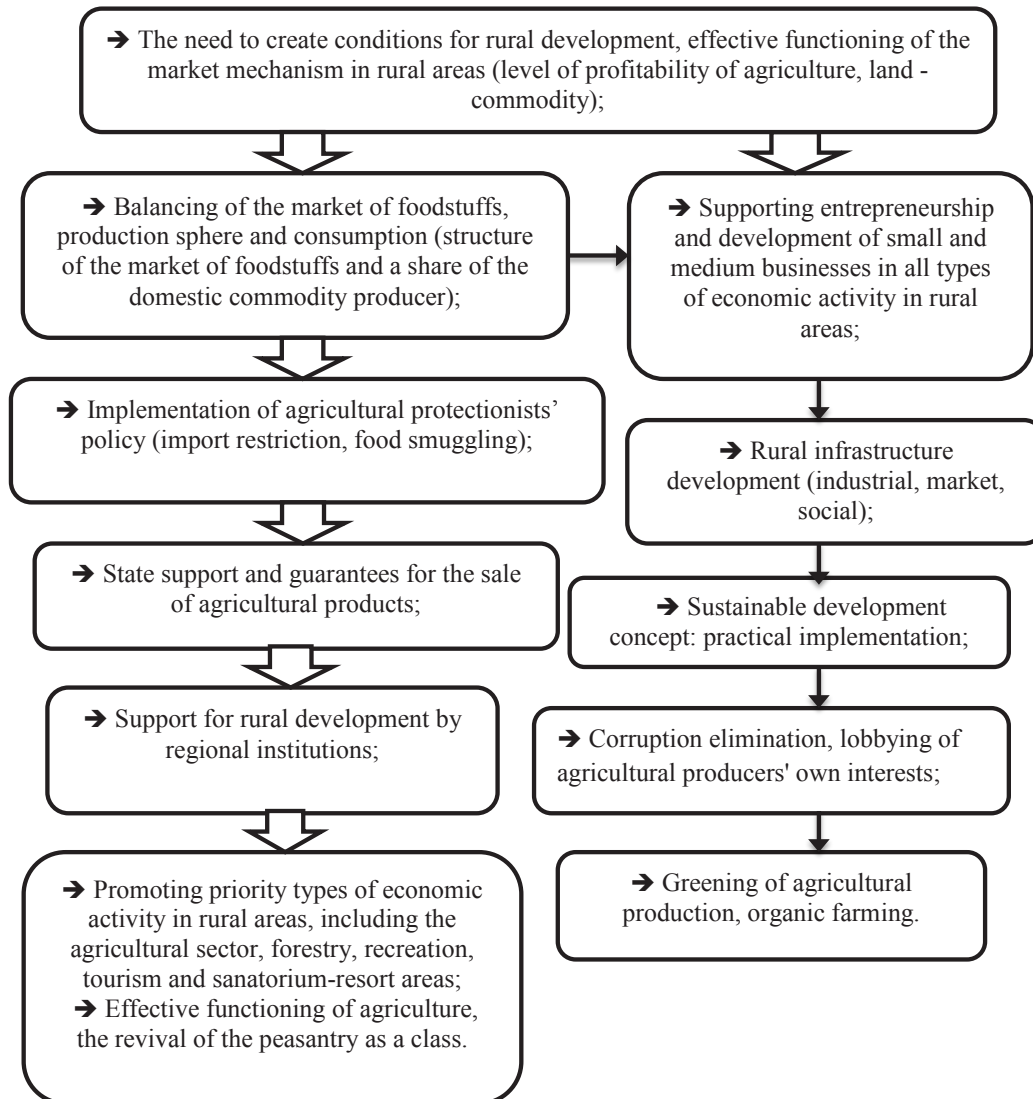 ➔ The need to create conditions for rural development, effective functioning of the
market mechanism in rural areas (level of profitability of agriculture, land -
commodity);
➔ Balancing of the market of foodstuffs,
production sphere and consumption (structure
of the market of foodstuffs and a share of the
domestic commodity producer);
➔ Supporting entrepreneurship
and development of small and
medium businesses in all types
of economic activity in rural
areas;
➔ Implementation of agricultural protectionists’
policy (import restriction, food smuggling);
➔ Rural infrastructure
development (industrial, market,
social);
➔ State support and guarantees for the sale
of agricultural products;
➔ Sustainable development
concept: practical implementation;
➔ Support for rural development by
regional institutions;
➔ Corruption elimination, lobbying of
agricultural producers' own interests;
➔ Promoting priority types of economic
activity in rural areas, including the
agricultural sector, forestry, recreation,
tourism and sanatorium-resort areas;
➔ Effective functioning of agriculture,
the revival of the peasantry as a class.
➔ Greening of agricultural
production, organic farming.